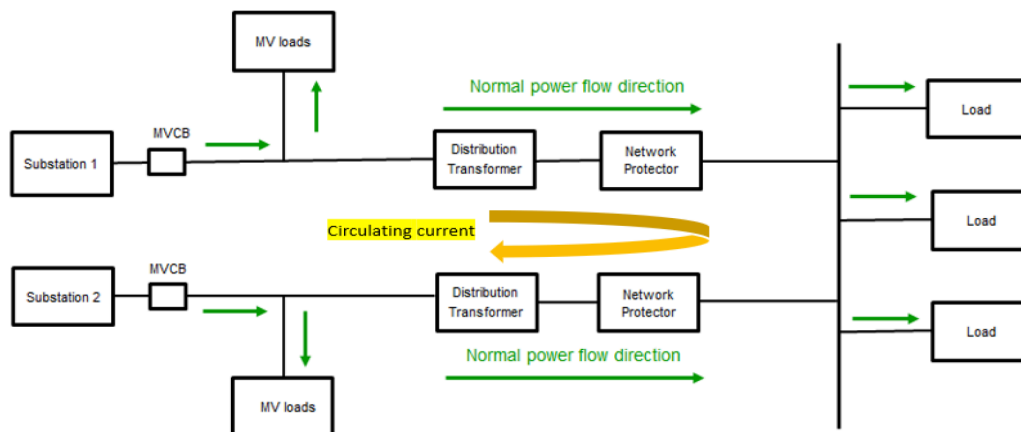 MV loads
Normal power flow direction
Load
MVCB
Substation 1
Distribution
Transformer
Network
Protector
Load
Circulating current
MVCB
Substation 2
Distribution
Transformer
Network
Protector
Load
Normal power flow direction
MV loads